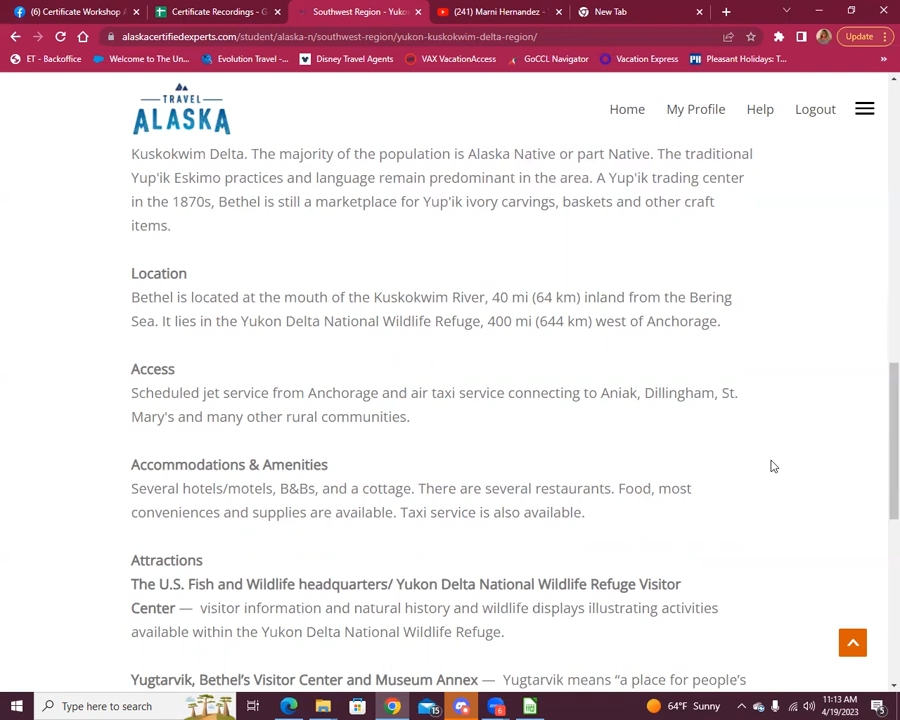 (6) Certificate Workshop A
Certificate Recordings - G
Southwest Region - Yuko
(241) Marni Hernandez -
New Tab
alaskacertifiedexperts.com/student/alaska-n/southwest-region/yukon-kuskokwim-delta-region/
Update
ET - Backoffice
Welcome to The Un...
Evolution Travel -...
Disney Travel Agents
VAX VacationAccess
GoCCL Navigator
Vacation Express
Pleasant Holidays: T...
»
TRAVEL
ALASKA
Home
My Profile
Help
Logout
Kuskokwim Delta. The majority of the population is Alaska Native or part Native. The traditional
Yup'ik Eskimo practices and language remain predominant in the area. A Yup'ik trading center
in the 1870s, Bethel is still a marketplace for Yup'ik ivory carvings, baskets and other craft
items.
Location
Bethel is located at the mouth of the Kuskokwim River, 40 mi (64 km) inland from the Bering
Sea. It lies in the Yukon Delta National Wildlife Refuge, 400 mi (644 km) west of Anchorage.
Access
Scheduled jet service from Anchorage and air taxi service connecting to Aniak, Dillingham, St.
Mary's and many other rural communities.
Accommodations & Amenities
Several hotels/motels, B&Bs, and a cottage. There are several restaurants. Food, most
conveniences and supplies are available. Taxi service is also available.
Attractions
The U.S. Fish and Wildlife headquarters/ Yukon Delta National Wildlife Refuge Visitor
Center — visitor information and natural history and wildlife displays illustrating activities
available within the Yukon Delta National Wildlife Refuge.
Yugtarvik, Bethel's Visitor Center and Museum Annex — Yugtarvik means "a place for people's
Type here to search
15
6
64°F Sunny
11:13 AM
4/19/2023
5